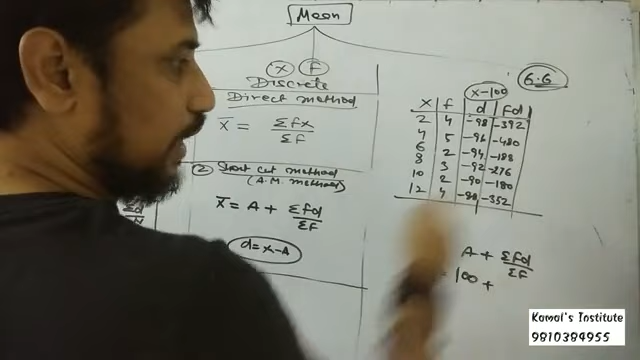 Mean
X F
Discrete
Direct method
X̄ = Σfx/ΣF
② Short cut method
(A.M. method)
X̄ = A + Σfd/ΣF
d = x-A
6.6
x-100
X F d Fd
2 4 -98 -392
4 5 -96 -480
6 2 -94 -188
8 3 -92 -276
10 2 -90 -180
12 4 -88 -352
A + Σfd/ΣF
= 100 +
Kamal's Institute
9810384955